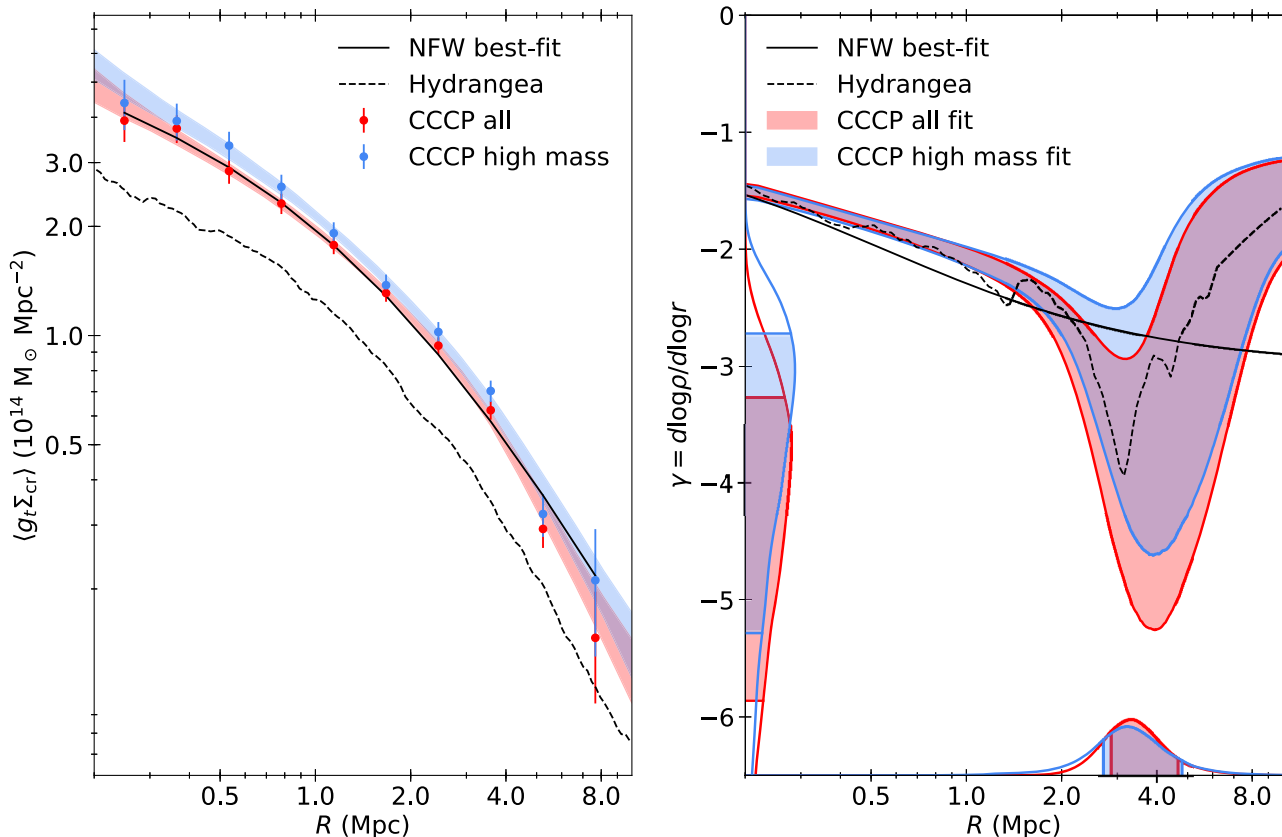 NFW best-fit
Hydrangea
CCCP all
CCCP high mass
3.0
2.0
1.0
0.5
⟨g_tΣ_cr⟩ (10^14 M_⊙ Mpc^−2)
0.5 1.0 2.0 4.0 8.0
R (Mpc)
NFW best-fit
Hydrangea
CCCP all fit
CCCP high mass fit
0
−1
−2
−3
−4
−5
−6
γ = dlogρ/dlogr
0.5 1.0 2.0 4.0 8.0
R (Mpc)